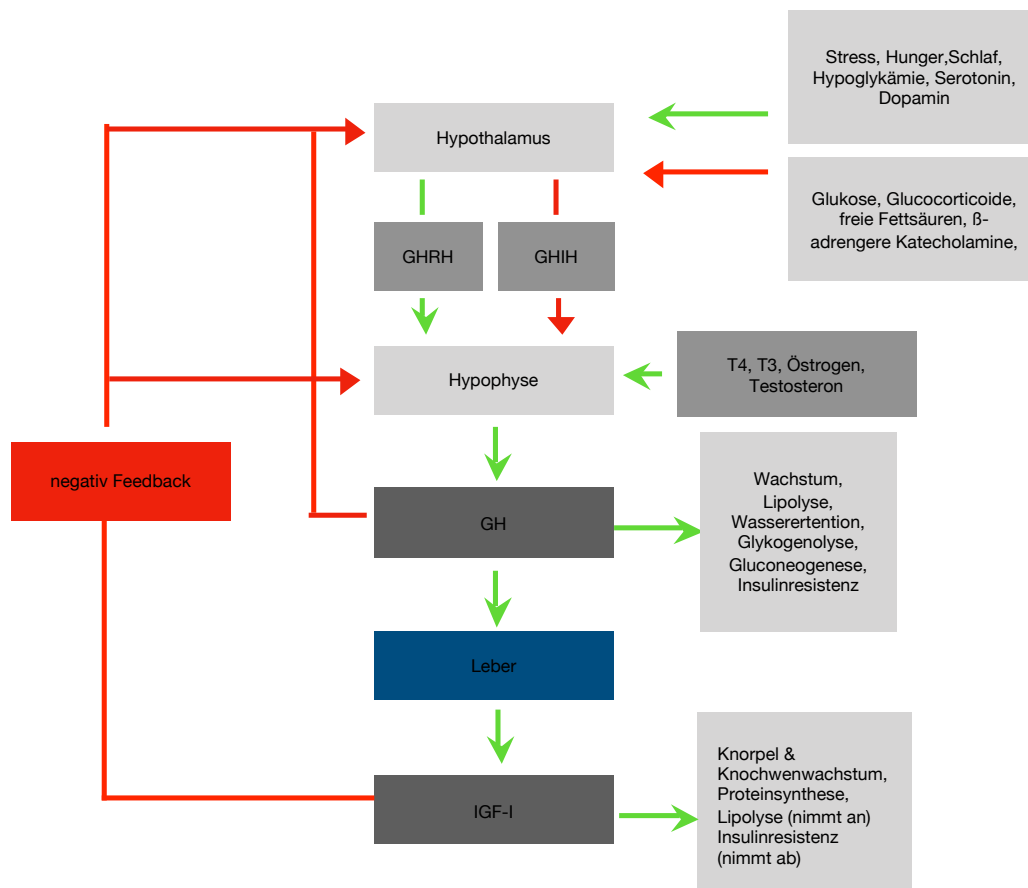 Stress, Hunger,Schlaf,
Hypoglykämie, Serotonin,
Dopamin
Hypothalamus
Glukose, Glucocorticoide,
freie Fettsäuren, ß-
adrengere Katecholamine,
GHRH
GHIH
Hypophyse
T4, T3, Östrogen,
Testosteron
negativ Feedback
GH
Wachstum,
Lipolyse,
Wasserertention,
Glykogenolyse,
Gluconeogenese,
Insulinresistenz
Leber
IGF-I
Knorpel &
Knochwenwachstum,
Proteinsynthese,
Lipolyse (nimmt an)
Insulinresistenz
(nimmt ab)